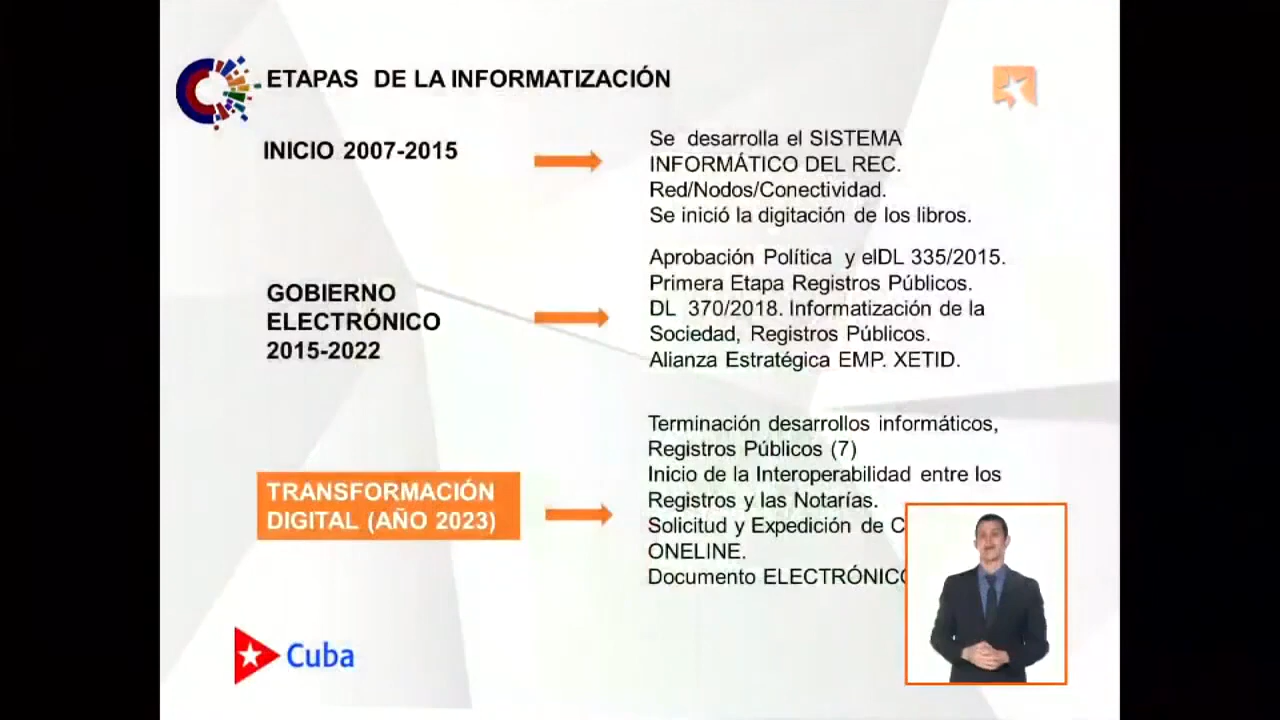 ETAPAS DE LA INFORMATIZACIÓN
INICIO 2007-2015
Se desarrolla el SISTEMA
INFORMÁTICO DEL REC.
Red/Nodos/Conectividad.
Se inició la digitación de los libros.
GOBIERNO
ELECTRÓNICO
2015-2022
Aprobación Política y elDL 335/2015.
Primera Etapa Registros Públicos.
DL 370/2018. Informatización de la
Sociedad, Registros Públicos.
Alianza Estratégica EMP. XETID.
TRANSFORMACIÓN
DIGITAL (AÑO 2023)
Terminación desarrollos informáticos,
Registros Públicos (7)
Inicio de la Interoperabilidad entre los
Registros y las Notarías.
Solicitud y Expedición de
ONELINE.
Documento
Cuba